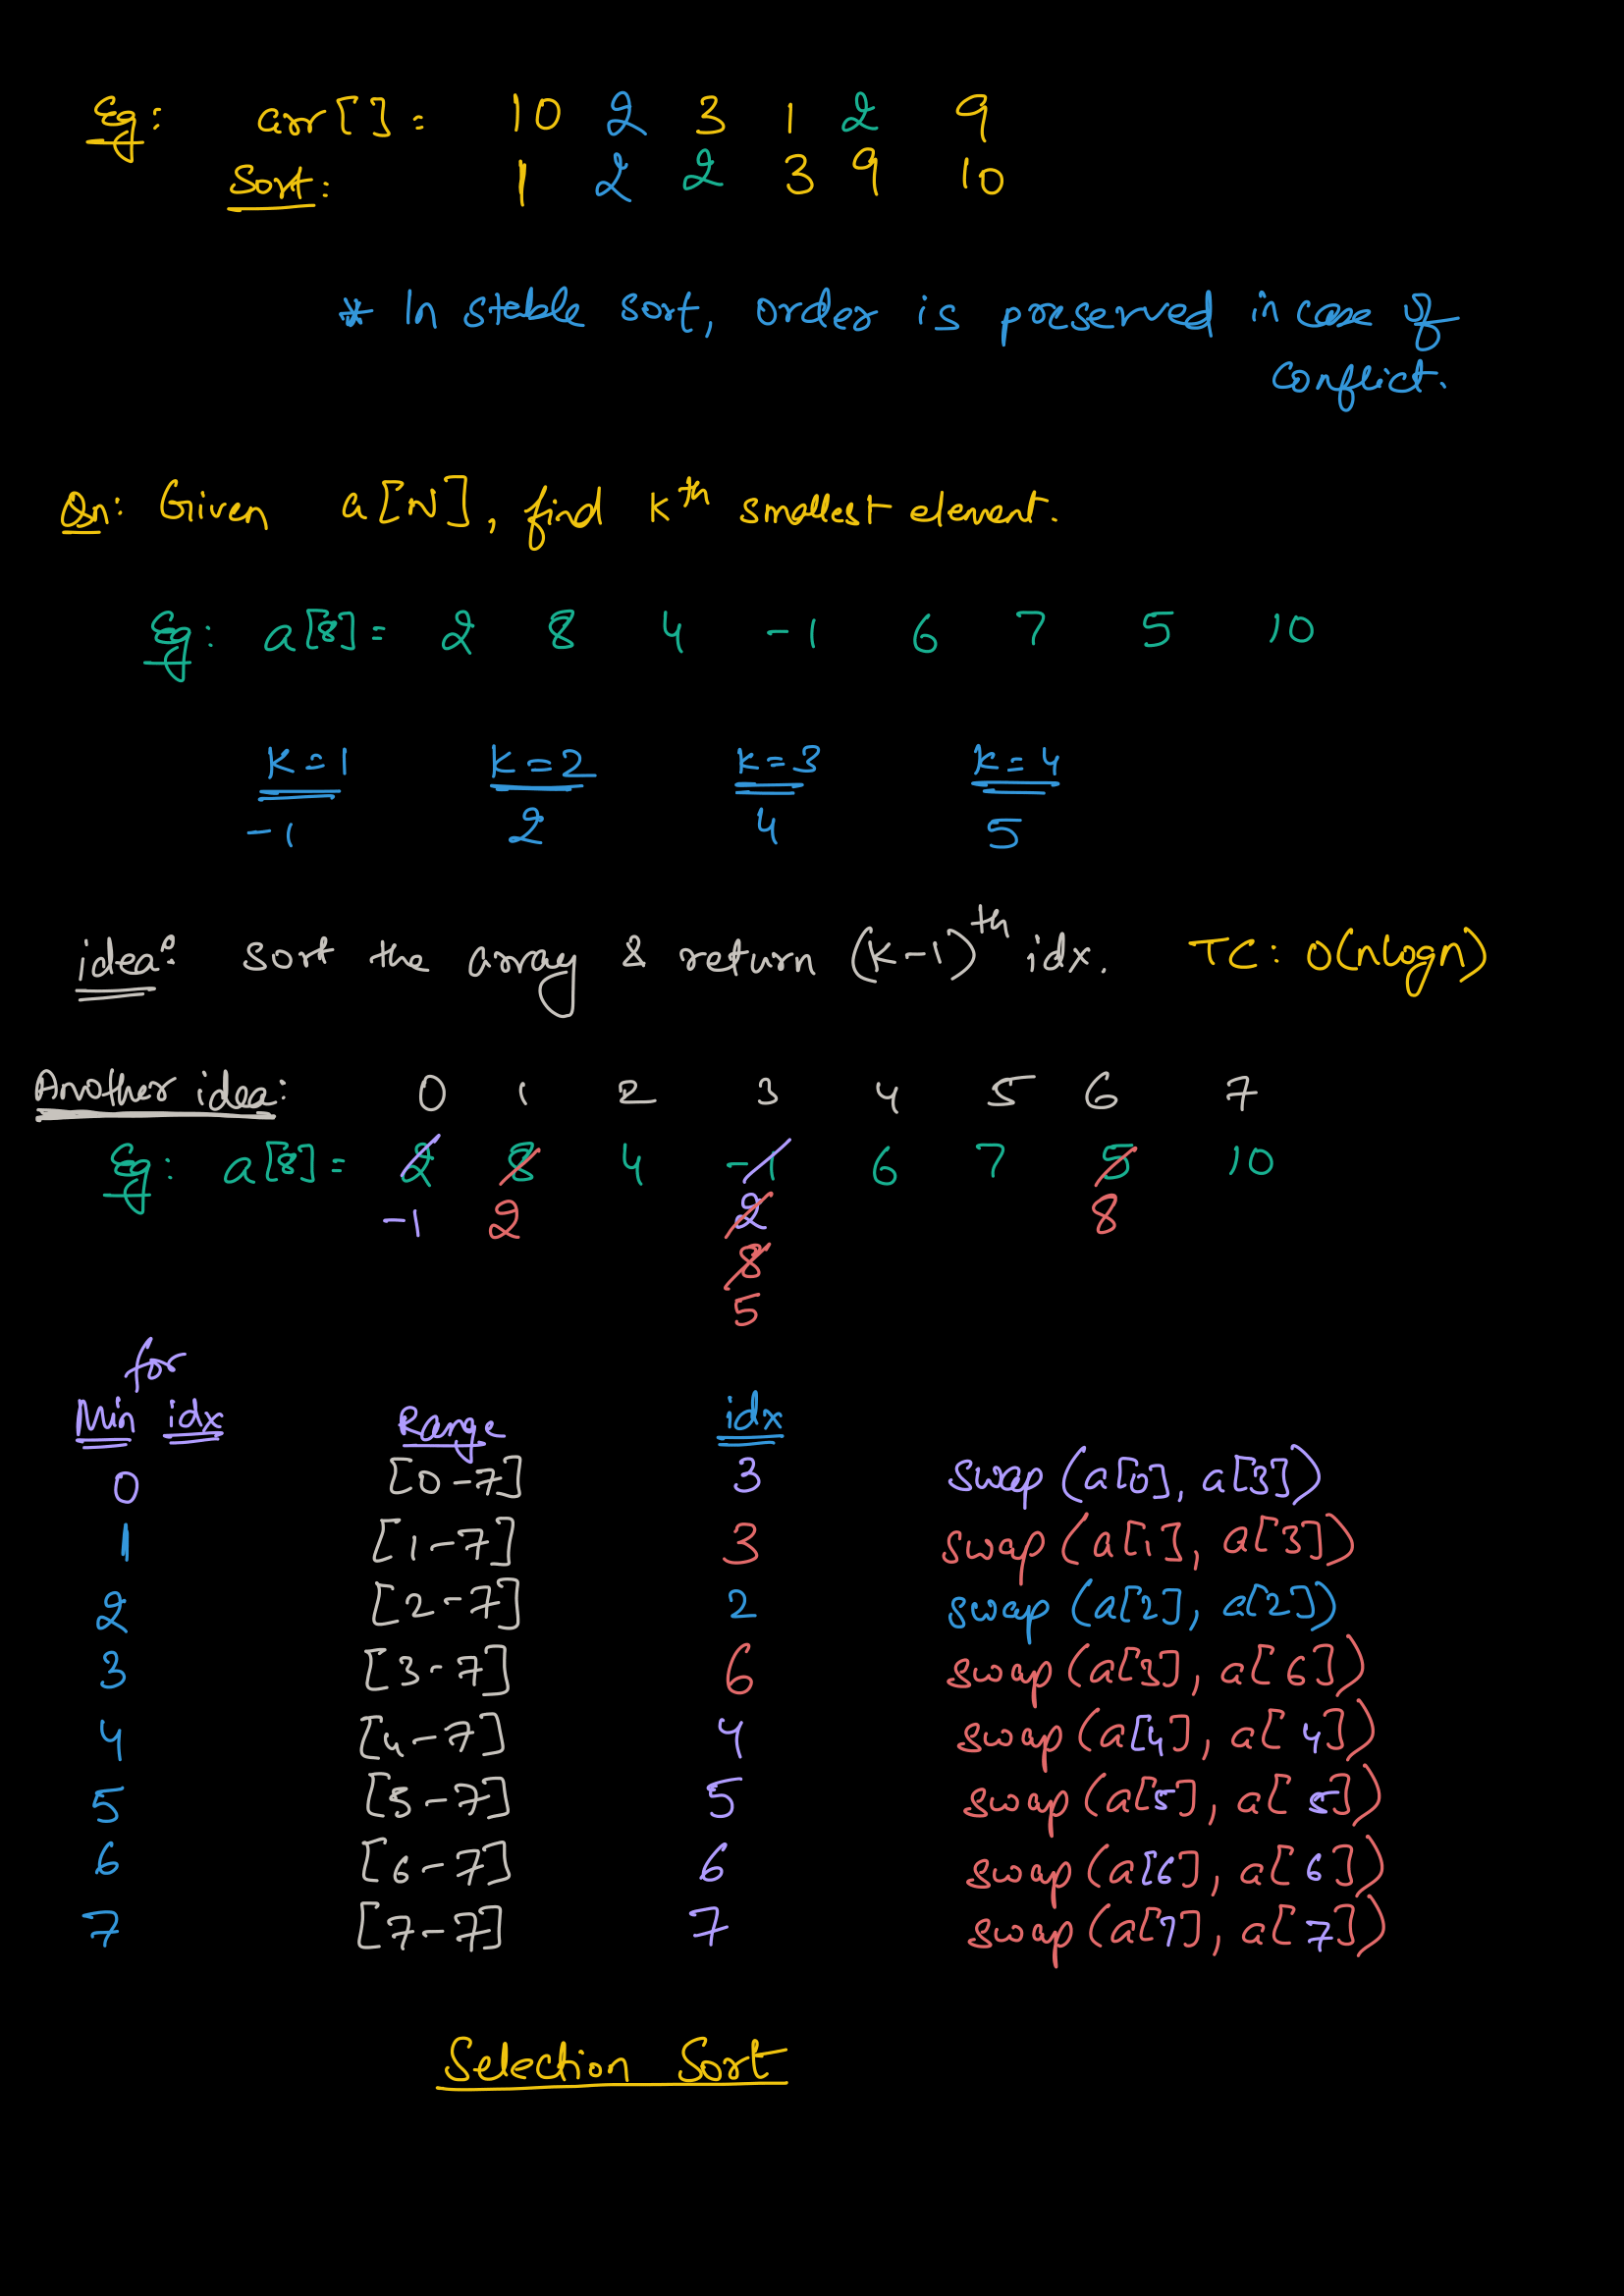 Eg: arr[] = 10 2 3 1 2 9
Sort: 1 2 2 3 9 10
* In stable sort, order is preserved in case of
conflict.
Qn: Given a[N], find kth smallest element.
Eg: a[8] = 2 8 4 -1 6 7 5 10
K=1 K=2 K=3 K=4
-1 2 4 5
idea: Sort the array & return (K-1)th idx. TC: O(nlogn)
Another idea: 0 1 2 3 4 5 6 7
Eg: a[8] = 2 8 4 -1 6 7 5 10
-1 2 2 8
8
5
for
Min idx Range idx
0 [0-7] 3 swap (a[0], a[3])
1 [1-7] 3 swap (a[1], a[3])
2 [2-7] 2 swap (a[2], a[2])
3 [3-7] 6 swap (a[3], a[6])
4 [4-7] 4 swap (a[4], a[4])
5 [5-7] 5 swap (a[5], a[5])
6 [6-7] 6 swap (a[6], a[6])
7 [7-7] 7 swap (a[7], a[7])
Selection Sort